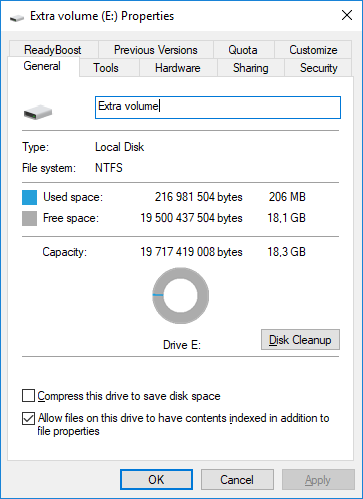 Extra volume (E:) Properties
ReadyBoost Previous Versions Quota Customize
General Tools Hardware Sharing Security
Extra volume
Type: Local Disk
File system: NTFS
Used space: 216 981 504 bytes 206 MB
Free space: 19 500 437 504 bytes 18,1 GB
Capacity: 19 717 419 008 bytes 18,3 GB
Drive E:
Disk Cleanup
Compress this drive to save disk space
Allow files on this drive to have contents indexed in addition to
file properties
OK Cancel Apply